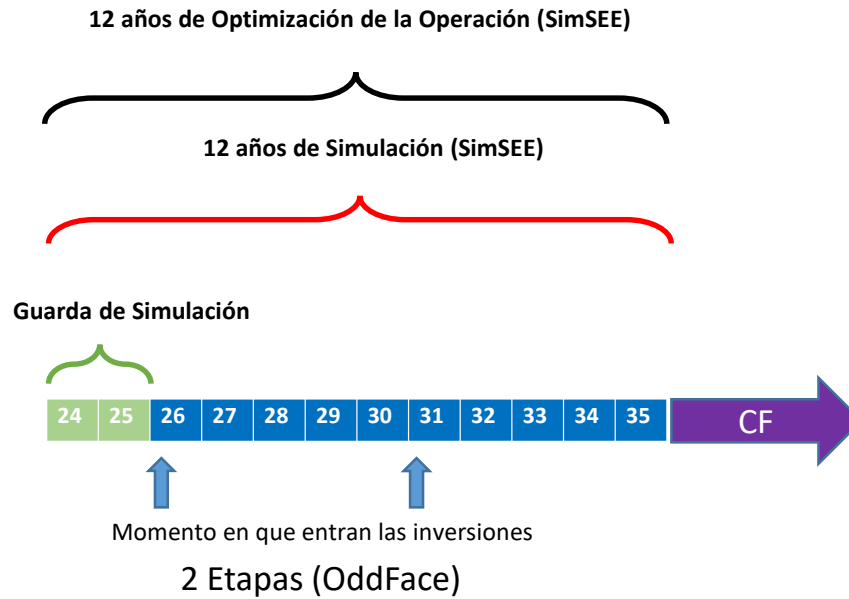 12 años de Optimización de la Operación (SimSEE)
12 años de Simulación (SimSEE)
Guarda de Simulación
24 25 26 27 28 29 30 31 32 33 34 35 CF
Momento en que entran las inversiones
2 Etapas (OddFace)